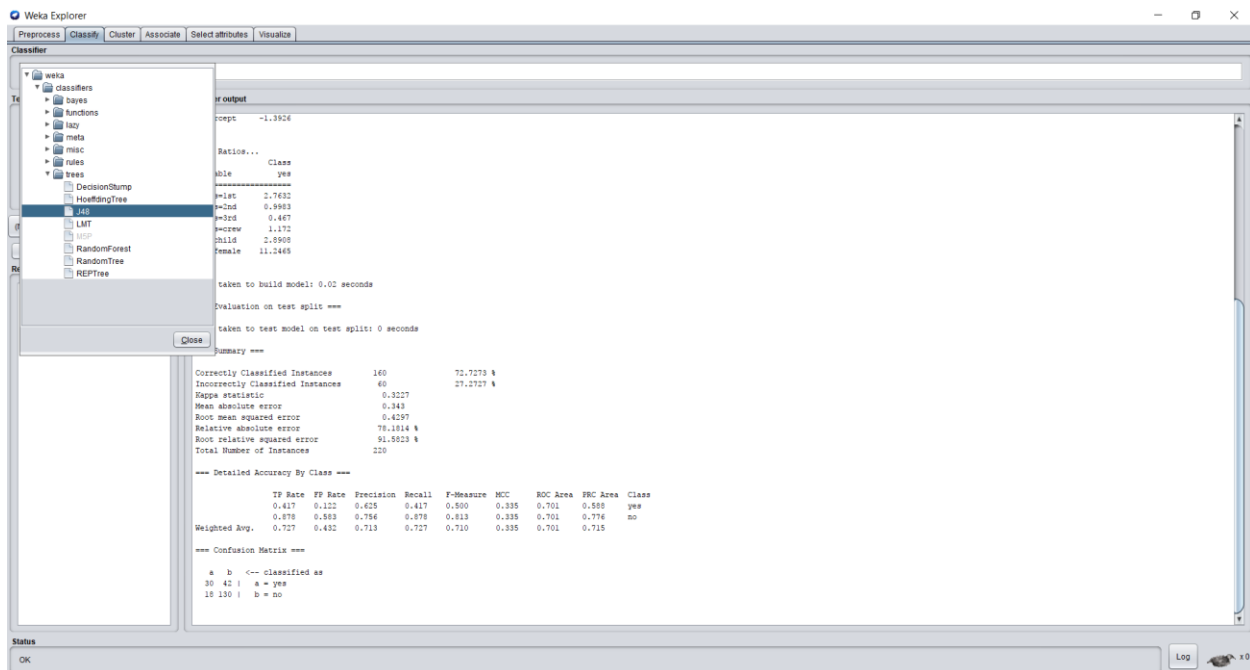 Weka Explorer
Preprocess Classify Cluster Associate Select attributes Visualize
Classifier
weka
classifiers
bayes
functions
lazy
meta
misc
rules
trees
DecisionStump
HoeffdingTree
J48
LMT
M5P
RandomForest
RandomTree
REPTree
Close
Te
Re
er output
rcept -1.3926
Ratios...
Class
able yes
==================
s=1st 2.7632
s=2nd 0.9983
s=3rd 0.467
s=crew 1.172
child 2.8908
female 11.2465
taken to build model: 0.02 seconds
Evaluation on test split ===
taken to test model on test split: 0 seconds
Summary ===
Correctly Classified Instances 160 72.7273 %
Incorrectly Classified Instances 60 27.2727 %
Kappa statistic 0.3227
Mean absolute error 0.343
Root mean squared error 0.4297
Relative absolute error 78.1814 %
Root relative squared error 91.5823 %
Total Number of Instances 220
=== Detailed Accuracy By Class ===
TP Rate FP Rate Precision Recall F-Measure MCC ROC Area PRC Area Class
0.417 0.122 0.625 0.417 0.500 0.335 0.701 0.588 yes
0.878 0.583 0.756 0.878 0.813 0.335 0.701 0.776 no
Weighted Avg. 0.727 0.432 0.713 0.727 0.710 0.335 0.701 0.715
=== Confusion Matrix ===
a b <-- classified as
30 42 | a = yes
18 130 | b = no
Status
OK
Log
x 0